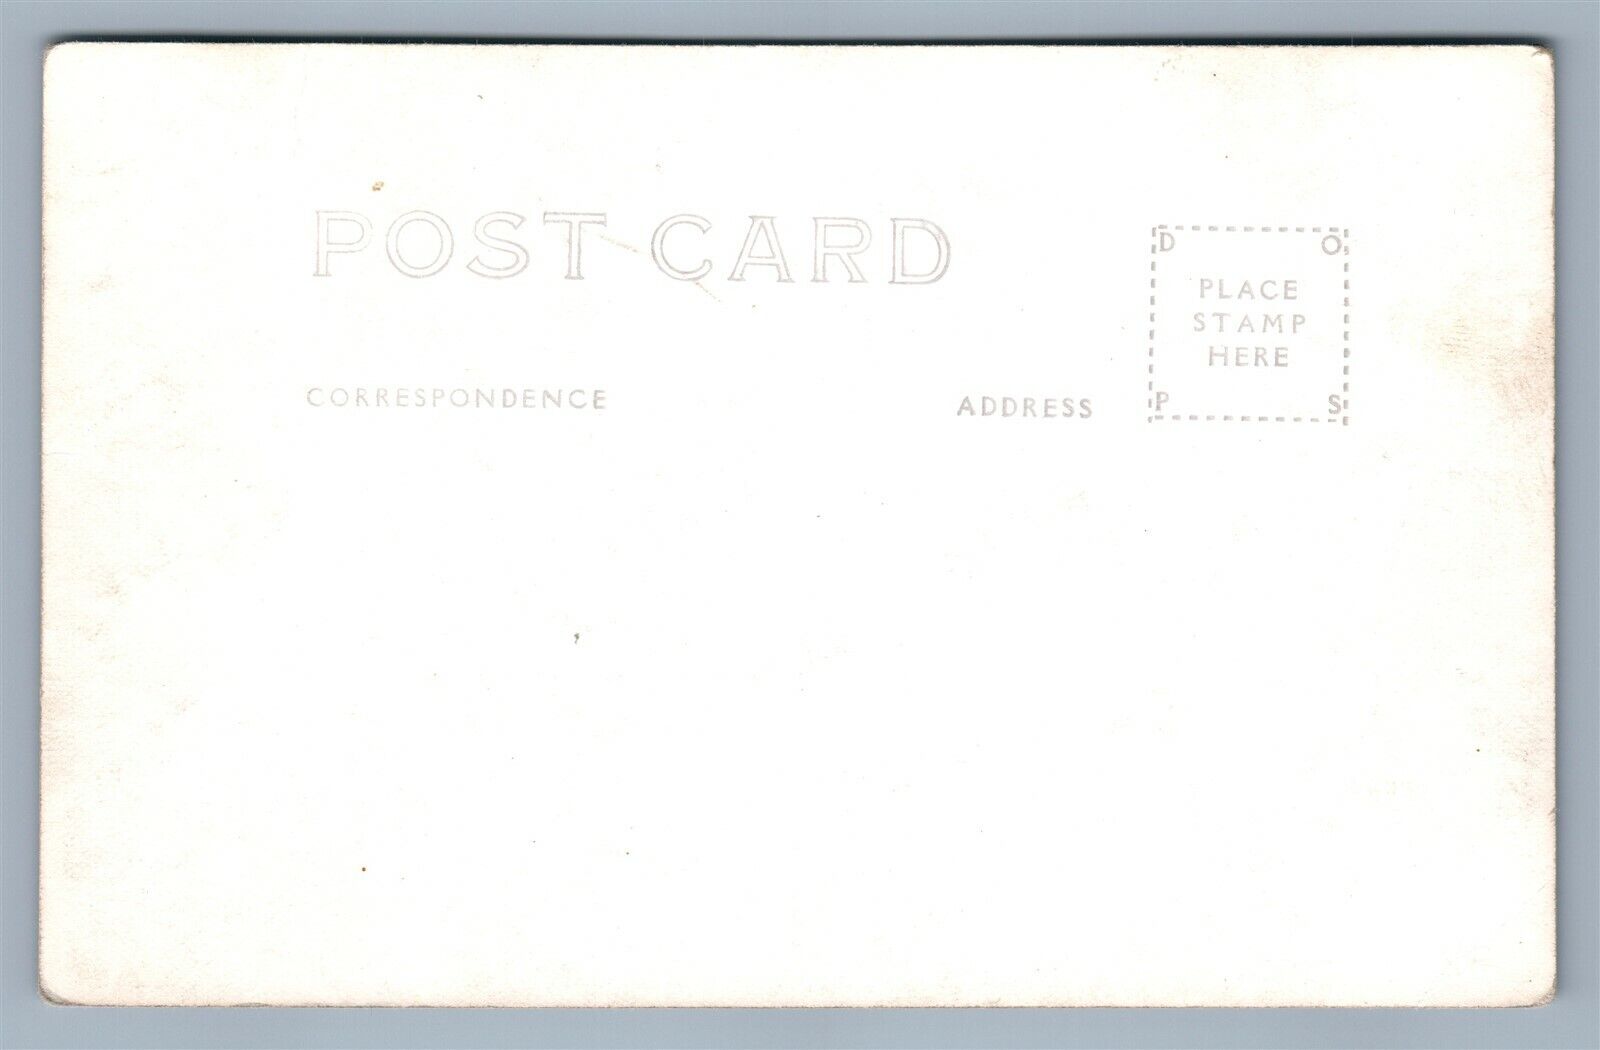 POST CARD
D O
PLACE
STAMP
HERE
P S
CORRESPONDENCE
ADDRESS